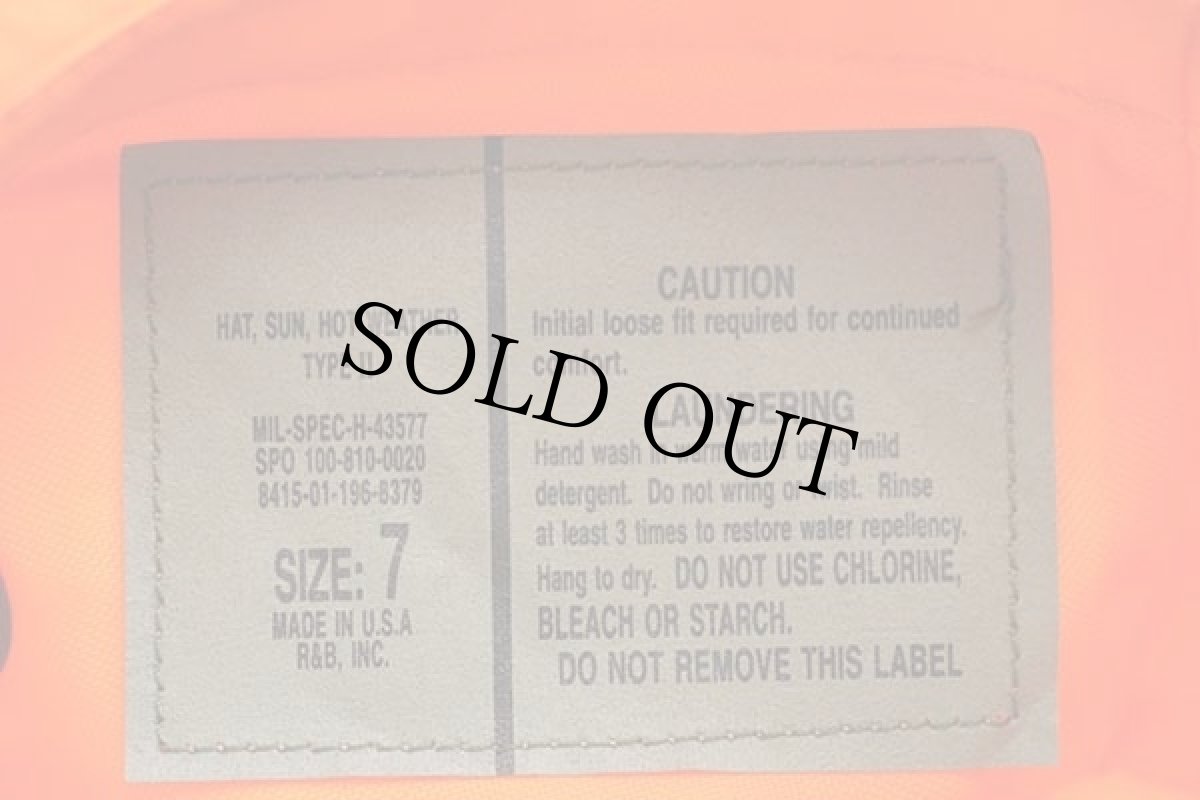 HAT, SUN, HOT WEATHER
TYPE II
MIL-SPEC-H-43577
SPO 100-810-0020
8415-01-196-8379
SIZE: 7
MADE IN U.S.A
R&B, INC.
CAUTION
Initial loose fit required for continued
comfort.
LAUNDERING
Hand wash in warm water using mild
detergent. Do not wring or twist. Rinse
at least 3 times to restore water repellency.
Hang to dry. DO NOT USE CHLORINE,
BLEACH OR STARCH.
DO NOT REMOVE THIS LABEL
SOLD OUT